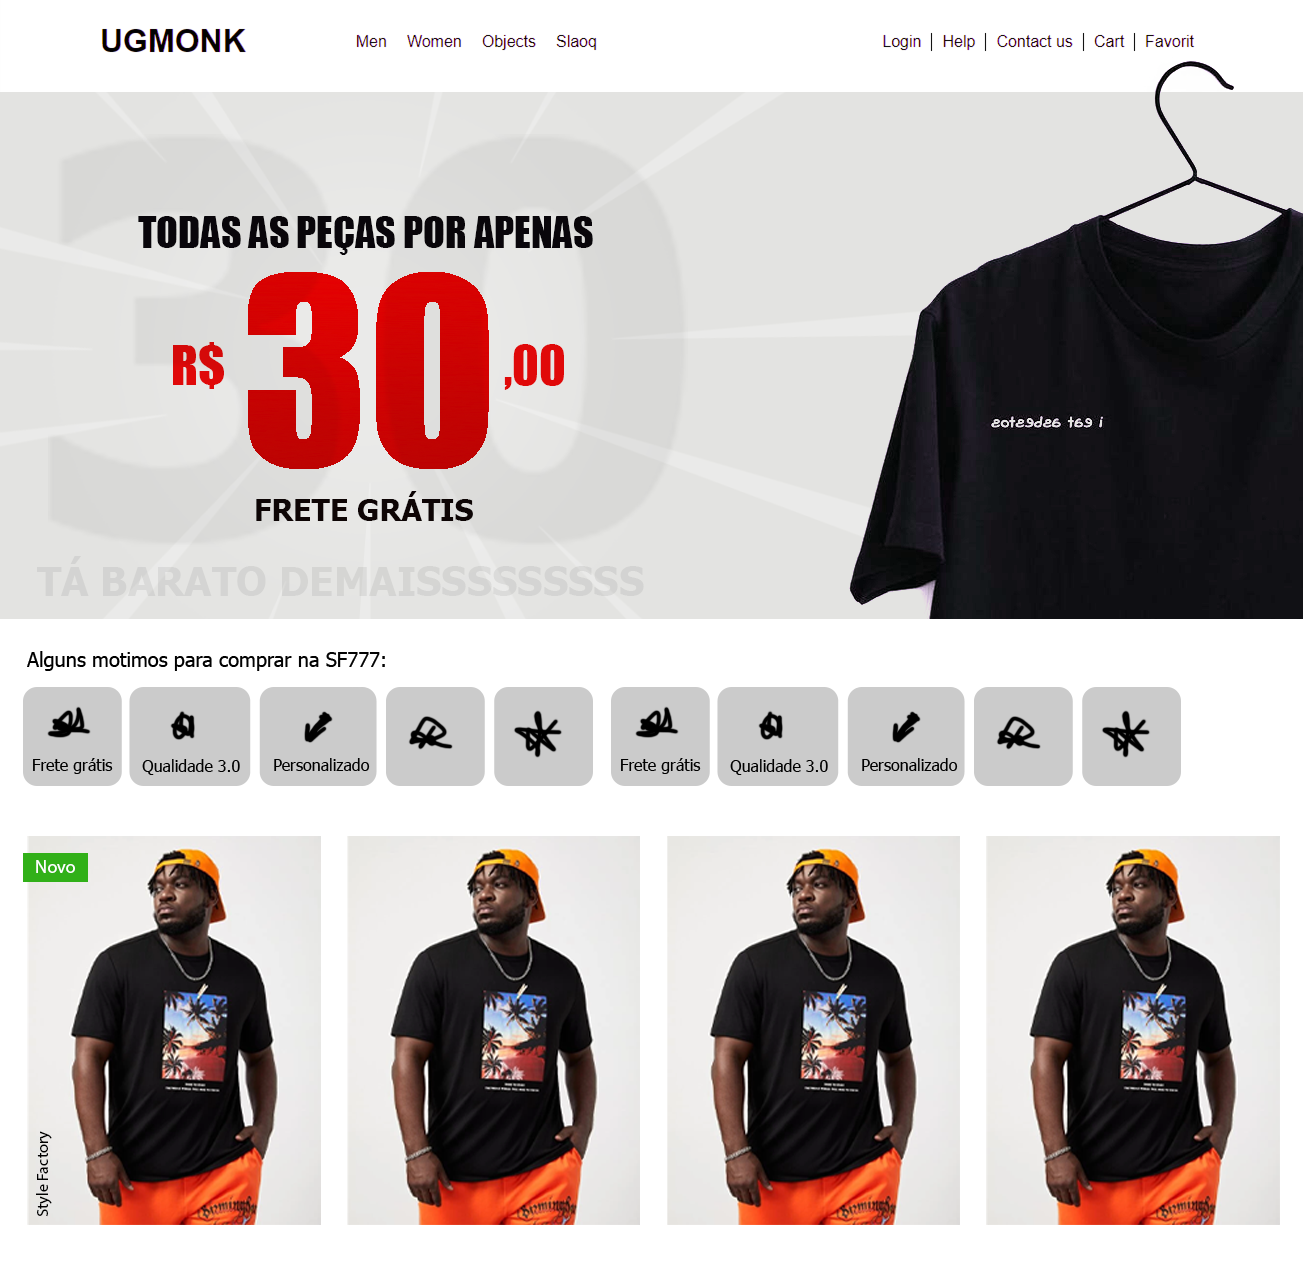 UGMONK
Men Women Objects Slaoq
Login | Help | Contact us | Cart | Favorit
30
TODAS AS PEÇAS POR APENAS
R$ 30,00
FRETE GRÁTIS
TÁ BARATO DEMAISSSSSSSSS
i eat asbestos
Alguns motimos para comprar na SF777:
Frete grátis Qualidade 3.0 Personalizado Frete grátis Qualidade 3.0 Personalizado
Novo
Style Factory